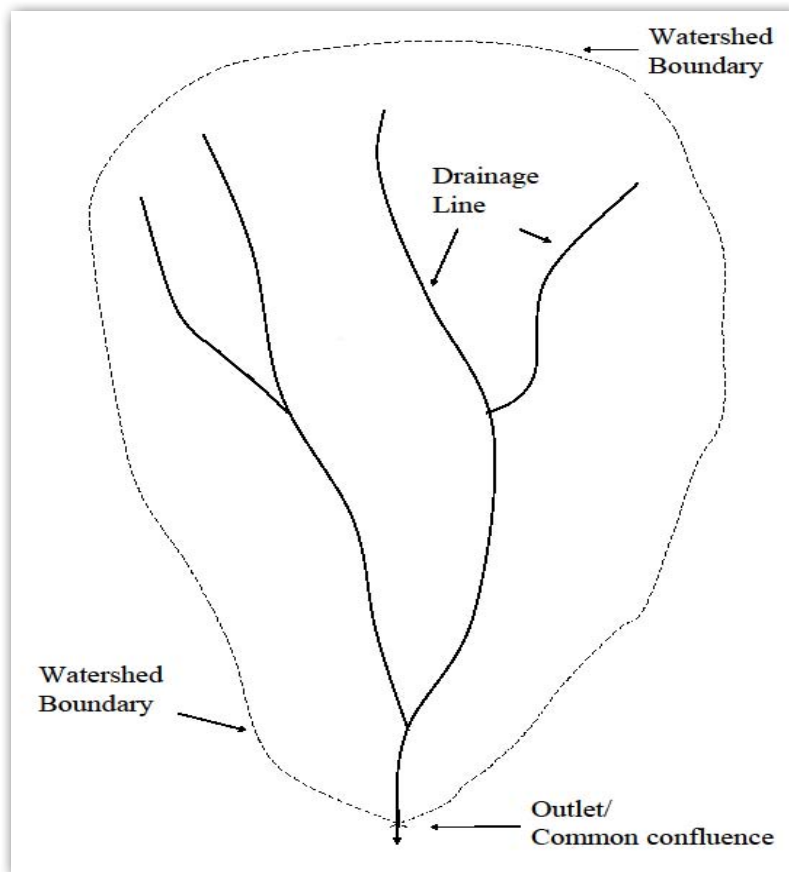 Watershed
Boundary
Drainage
Line
Watershed
Boundary
Outlet/
Common confluence